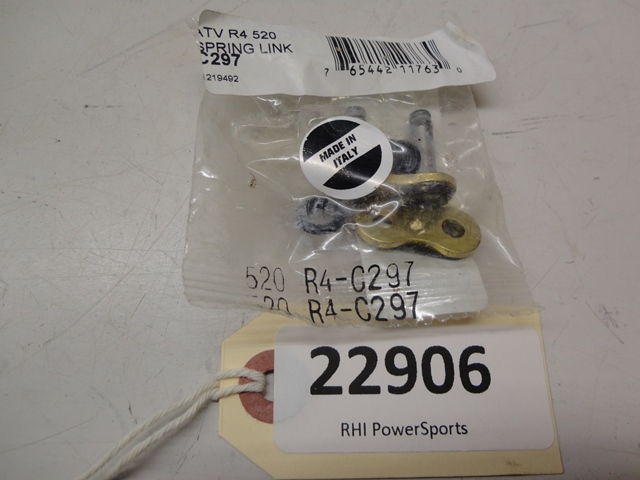 ATV R4 520
SPRING LINK
C297
219492
7 65442 11763 0
MADE IN
ITALY
520 R4-C297
520 R4-C297
22906
RHI PowerSports